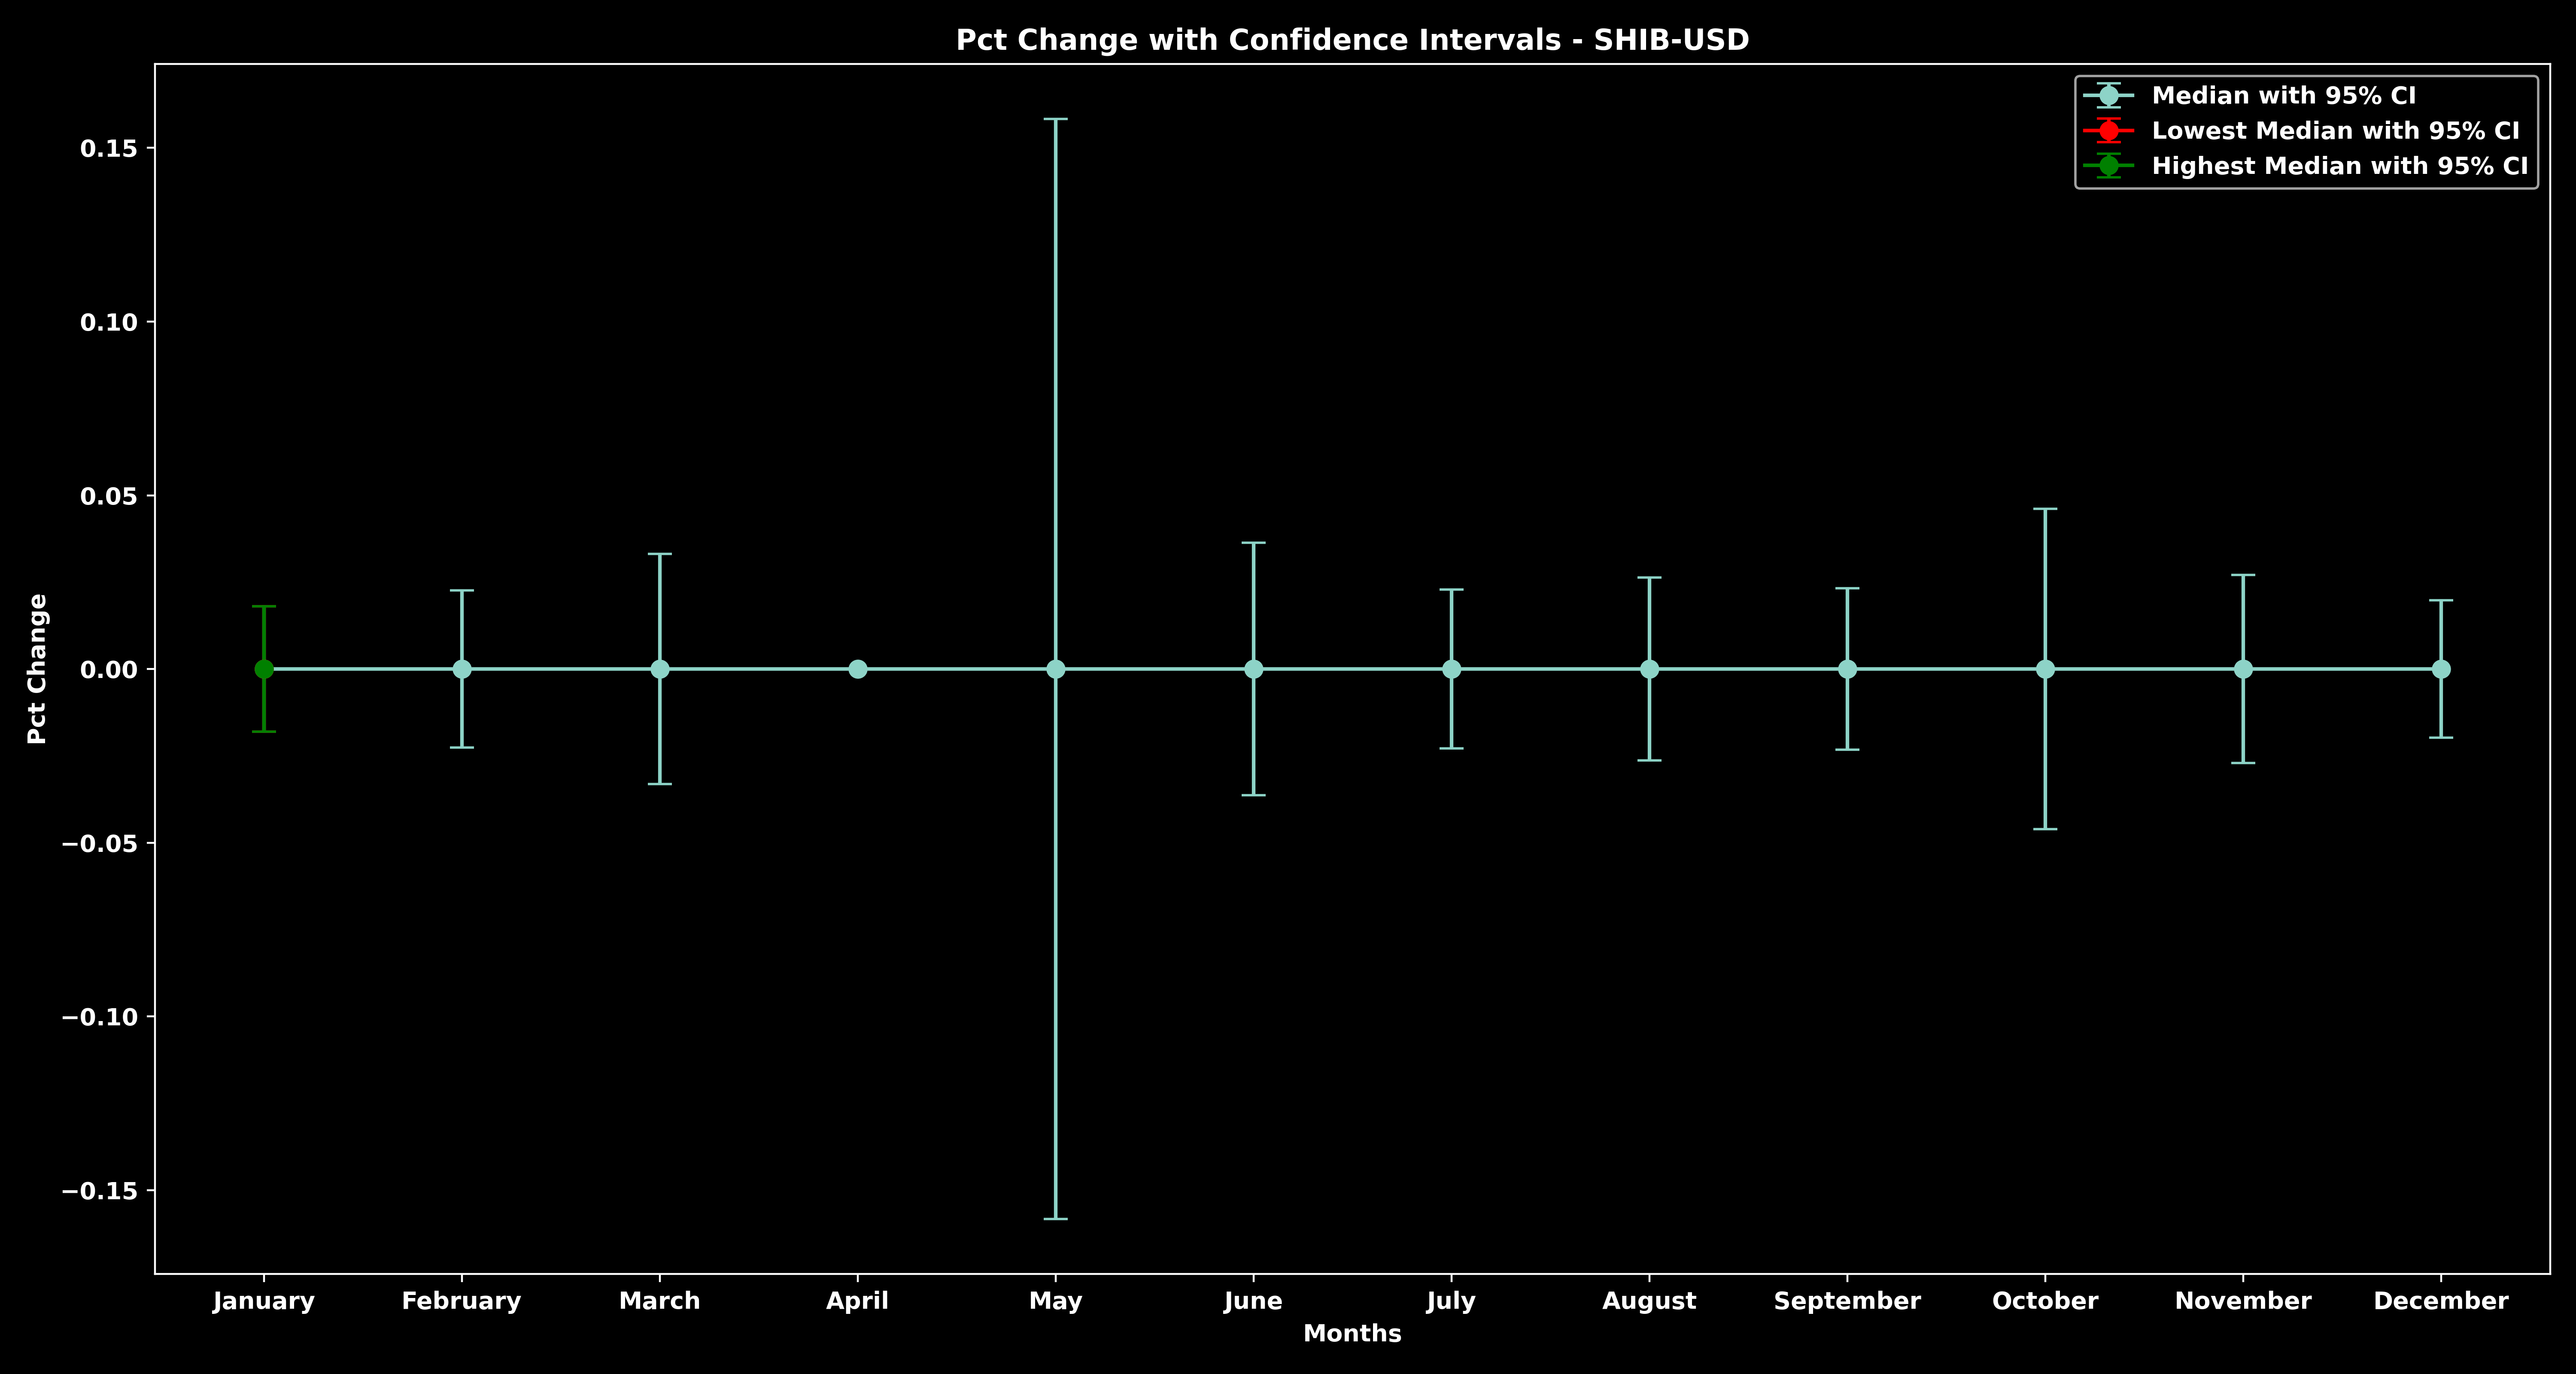 Pct Change with Confidence Intervals - SHIB-USD
Median with 95% CI
Lowest Median with 95% CI
Highest Median with 95% CI
Pct Change
0.15
0.10
0.05
0.00
−0.05
−0.10
−0.15
January February March April May June July August September October November December
Months